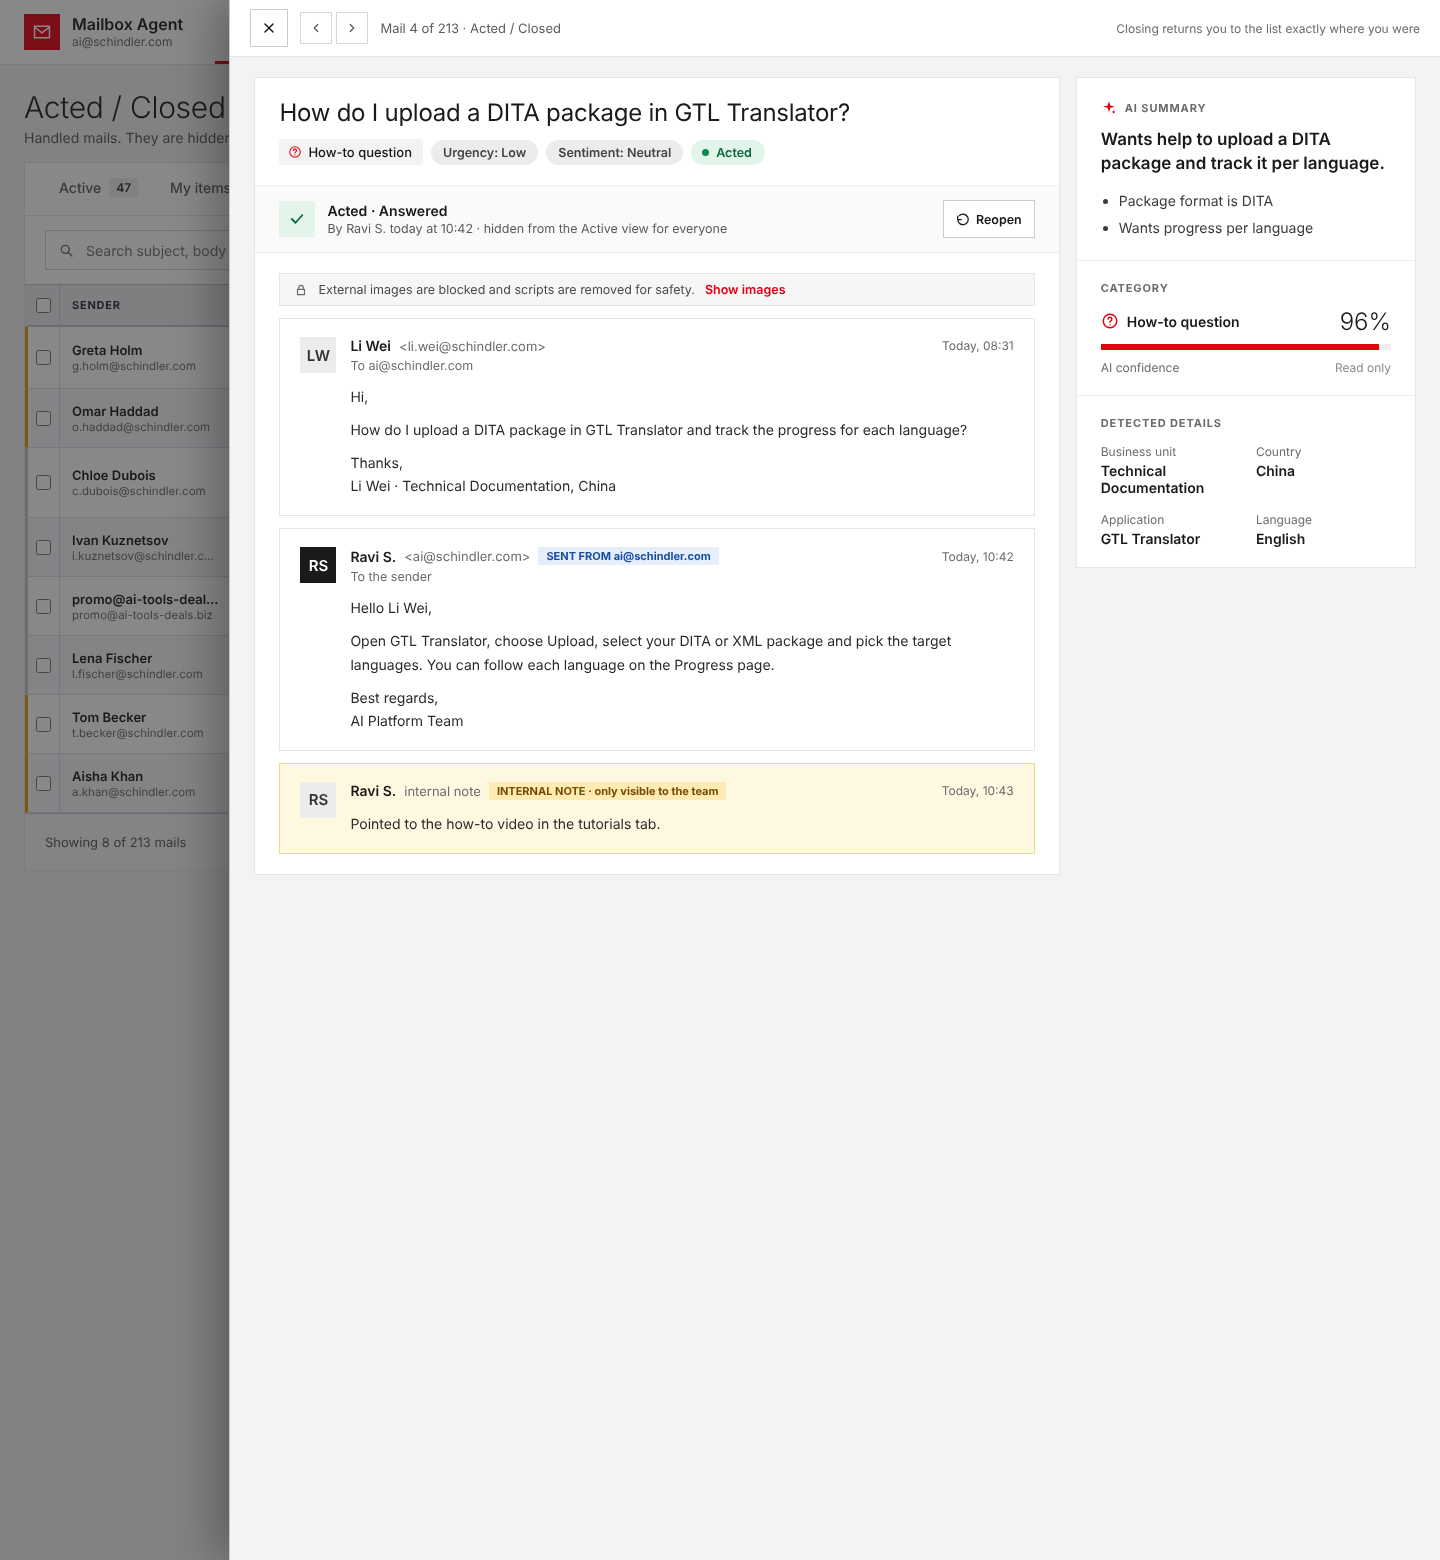 Mailbox Agent
ai@schindler.com
Acted / Closed
Handled mails. They are hidden
Active 47 My items
Search subject, body
SENDER
Greta Holm
g.holm@schindler.com
Omar Haddad
o.haddad@schindler.com
Chloe Dubois
c.dubois@schindler.com
Ivan Kuznetsov
i.kuznetsov@schindler.c...
promo@ai-tools-deal...
promo@ai-tools-deals.biz
Lena Fischer
l.fischer@schindler.com
Tom Becker
t.becker@schindler.com
Aisha Khan
a.khan@schindler.com
Showing 8 of 213 mails
Mail 4 of 213 · Acted / Closed
Closing returns you to the list exactly where you were
How do I upload a DITA package in GTL Translator?
How-to question Urgency: Low Sentiment: Neutral Acted
Acted · Answered
By Ravi S. today at 10:42 · hidden from the Active view for everyone
Reopen
External images are blocked and scripts are removed for safety. Show images
LW
Li Wei <li.wei@schindler.com>
Today, 08:31
To ai@schindler.com
Hi,
How do I upload a DITA package in GTL Translator and track the progress for each language?
Thanks,
Li Wei · Technical Documentation, China
RS
Ravi S. <ai@schindler.com> SENT FROM ai@schindler.com
Today, 10:42
To the sender
Hello Li Wei,
Open GTL Translator, choose Upload, select your DITA or XML package and pick the target
languages. You can follow each language on the Progress page.
Best regards,
AI Platform Team
RS
Ravi S. internal note INTERNAL NOTE · only visible to the team
Today, 10:43
Pointed to the how-to video in the tutorials tab.
AI SUMMARY
Wants help to upload a DITA
package and track it per language.
• Package format is DITA
• Wants progress per language
CATEGORY
How-to question 96%
AI confidence Read only
DETECTED DETAILS
Business unit Country
Technical China
Documentation
Application Language
GTL Translator English